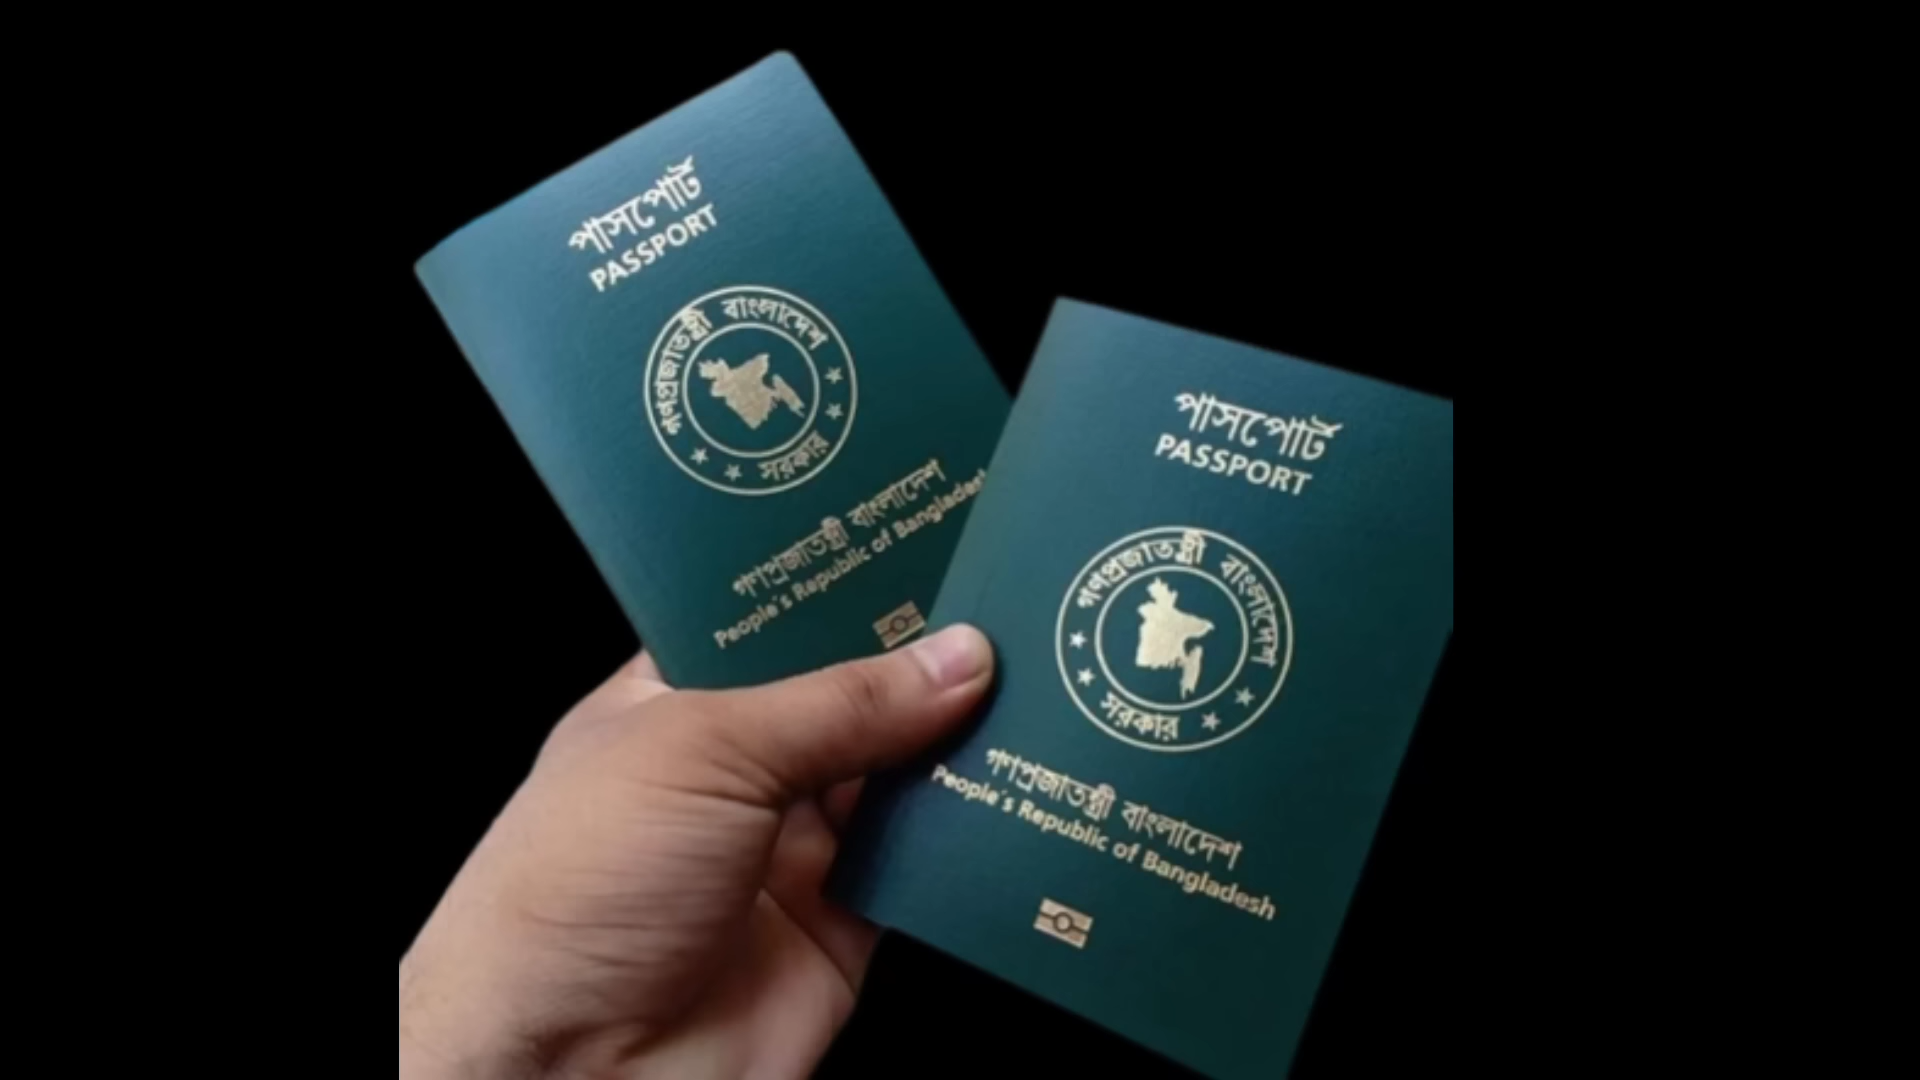 পাসপোর্ট
PASSPORT
গণপ্রজাতন্ত্রী বাংলাদেশ
সরকার
গণপ্রজাতন্ত্রী বাংলাদেশ
People's Republic of Bangladesh
পাসপোর্ট
PASSPORT
গণপ্রজাতন্ত্রী বাংলাদেশ
সরকার
গণপ্রজাতন্ত্রী বাংলাদেশ
People's Republic of Bangladesh